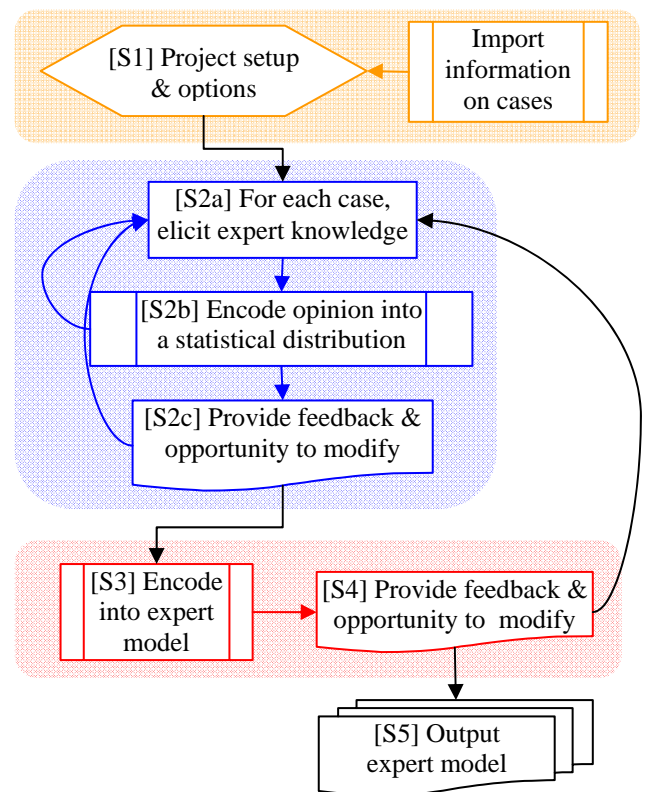 [S1] Project setup
& options
Import
information
on cases
[S2a] For each case,
elicit expert knowledge
[S2b] Encode opinion into
a statistical distribution
[S2c] Provide feedback &
opportunity to modify
[S3] Encode
into expert
model
[S4] Provide feedback &
opportunity to modify
[S5] Output
expert model